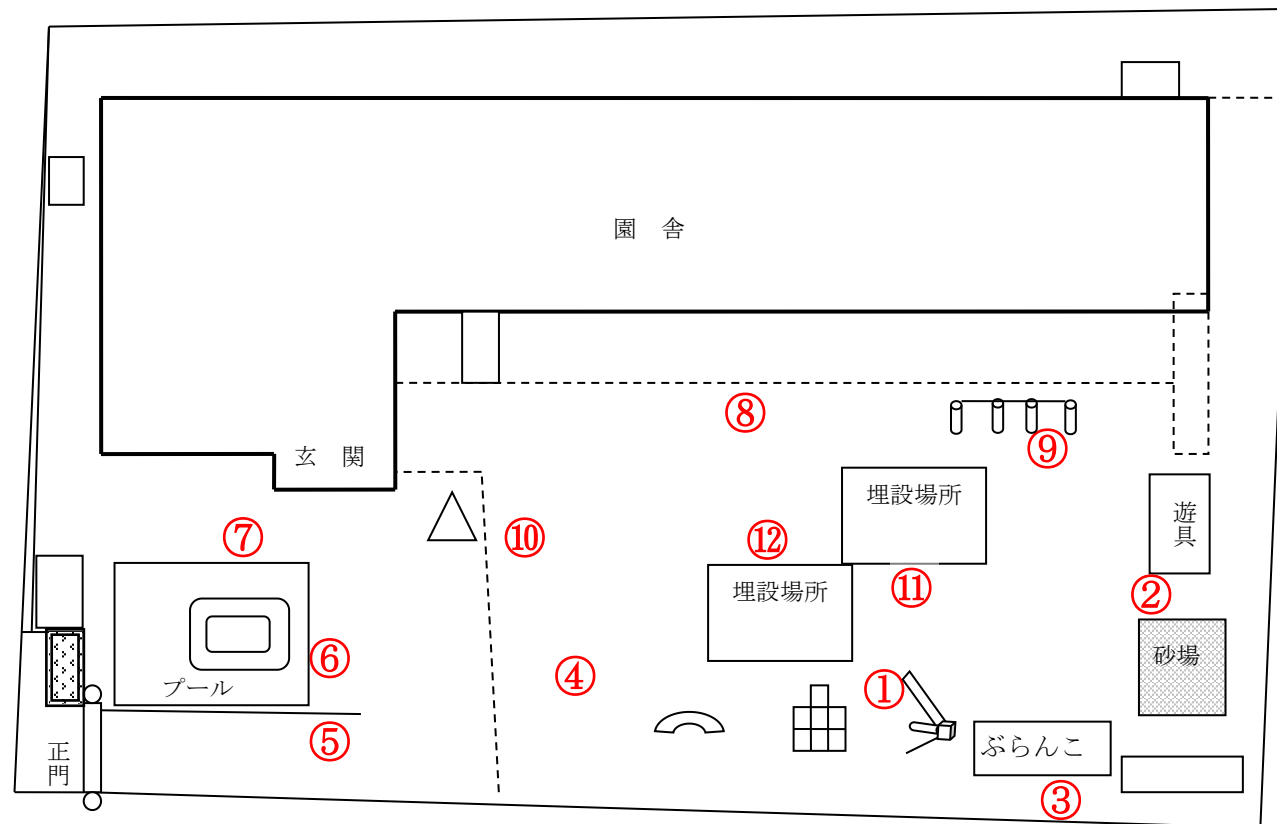 園 舎
玄 関
⑧
⑨
埋設場所
遊具
⑦
⑩
⑫
埋設場所
⑪
②
砂場
⑥
プール
④
①
⑤
正門
ぶらんこ
③